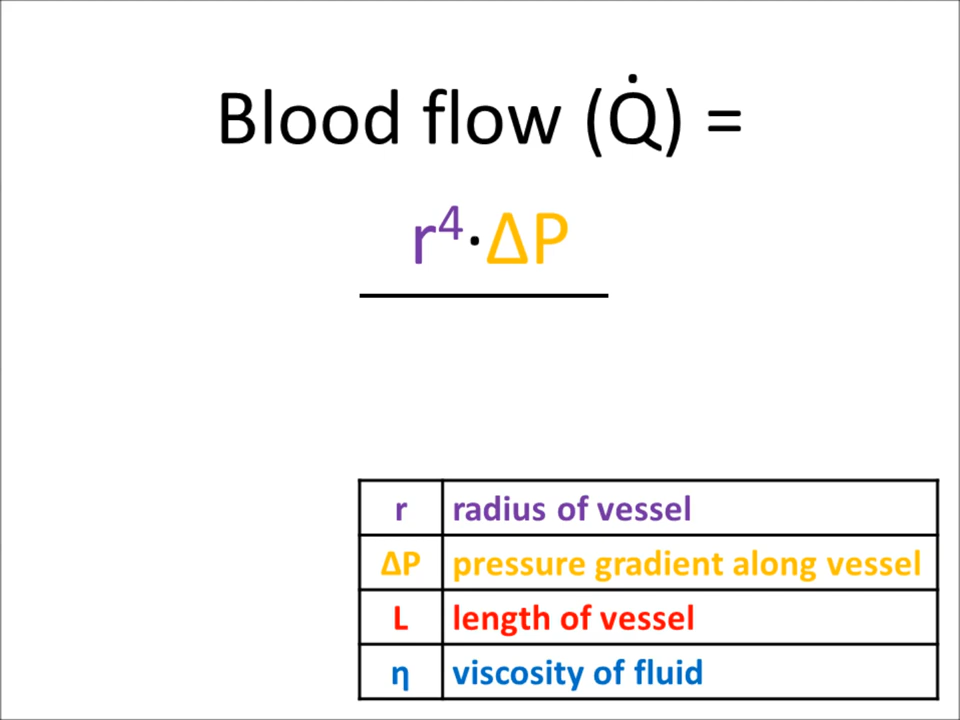 Blood flow (Q̇) =
r⁴·ΔP
r radius of vessel
ΔP pressure gradient along vessel
L length of vessel
η viscosity of fluid